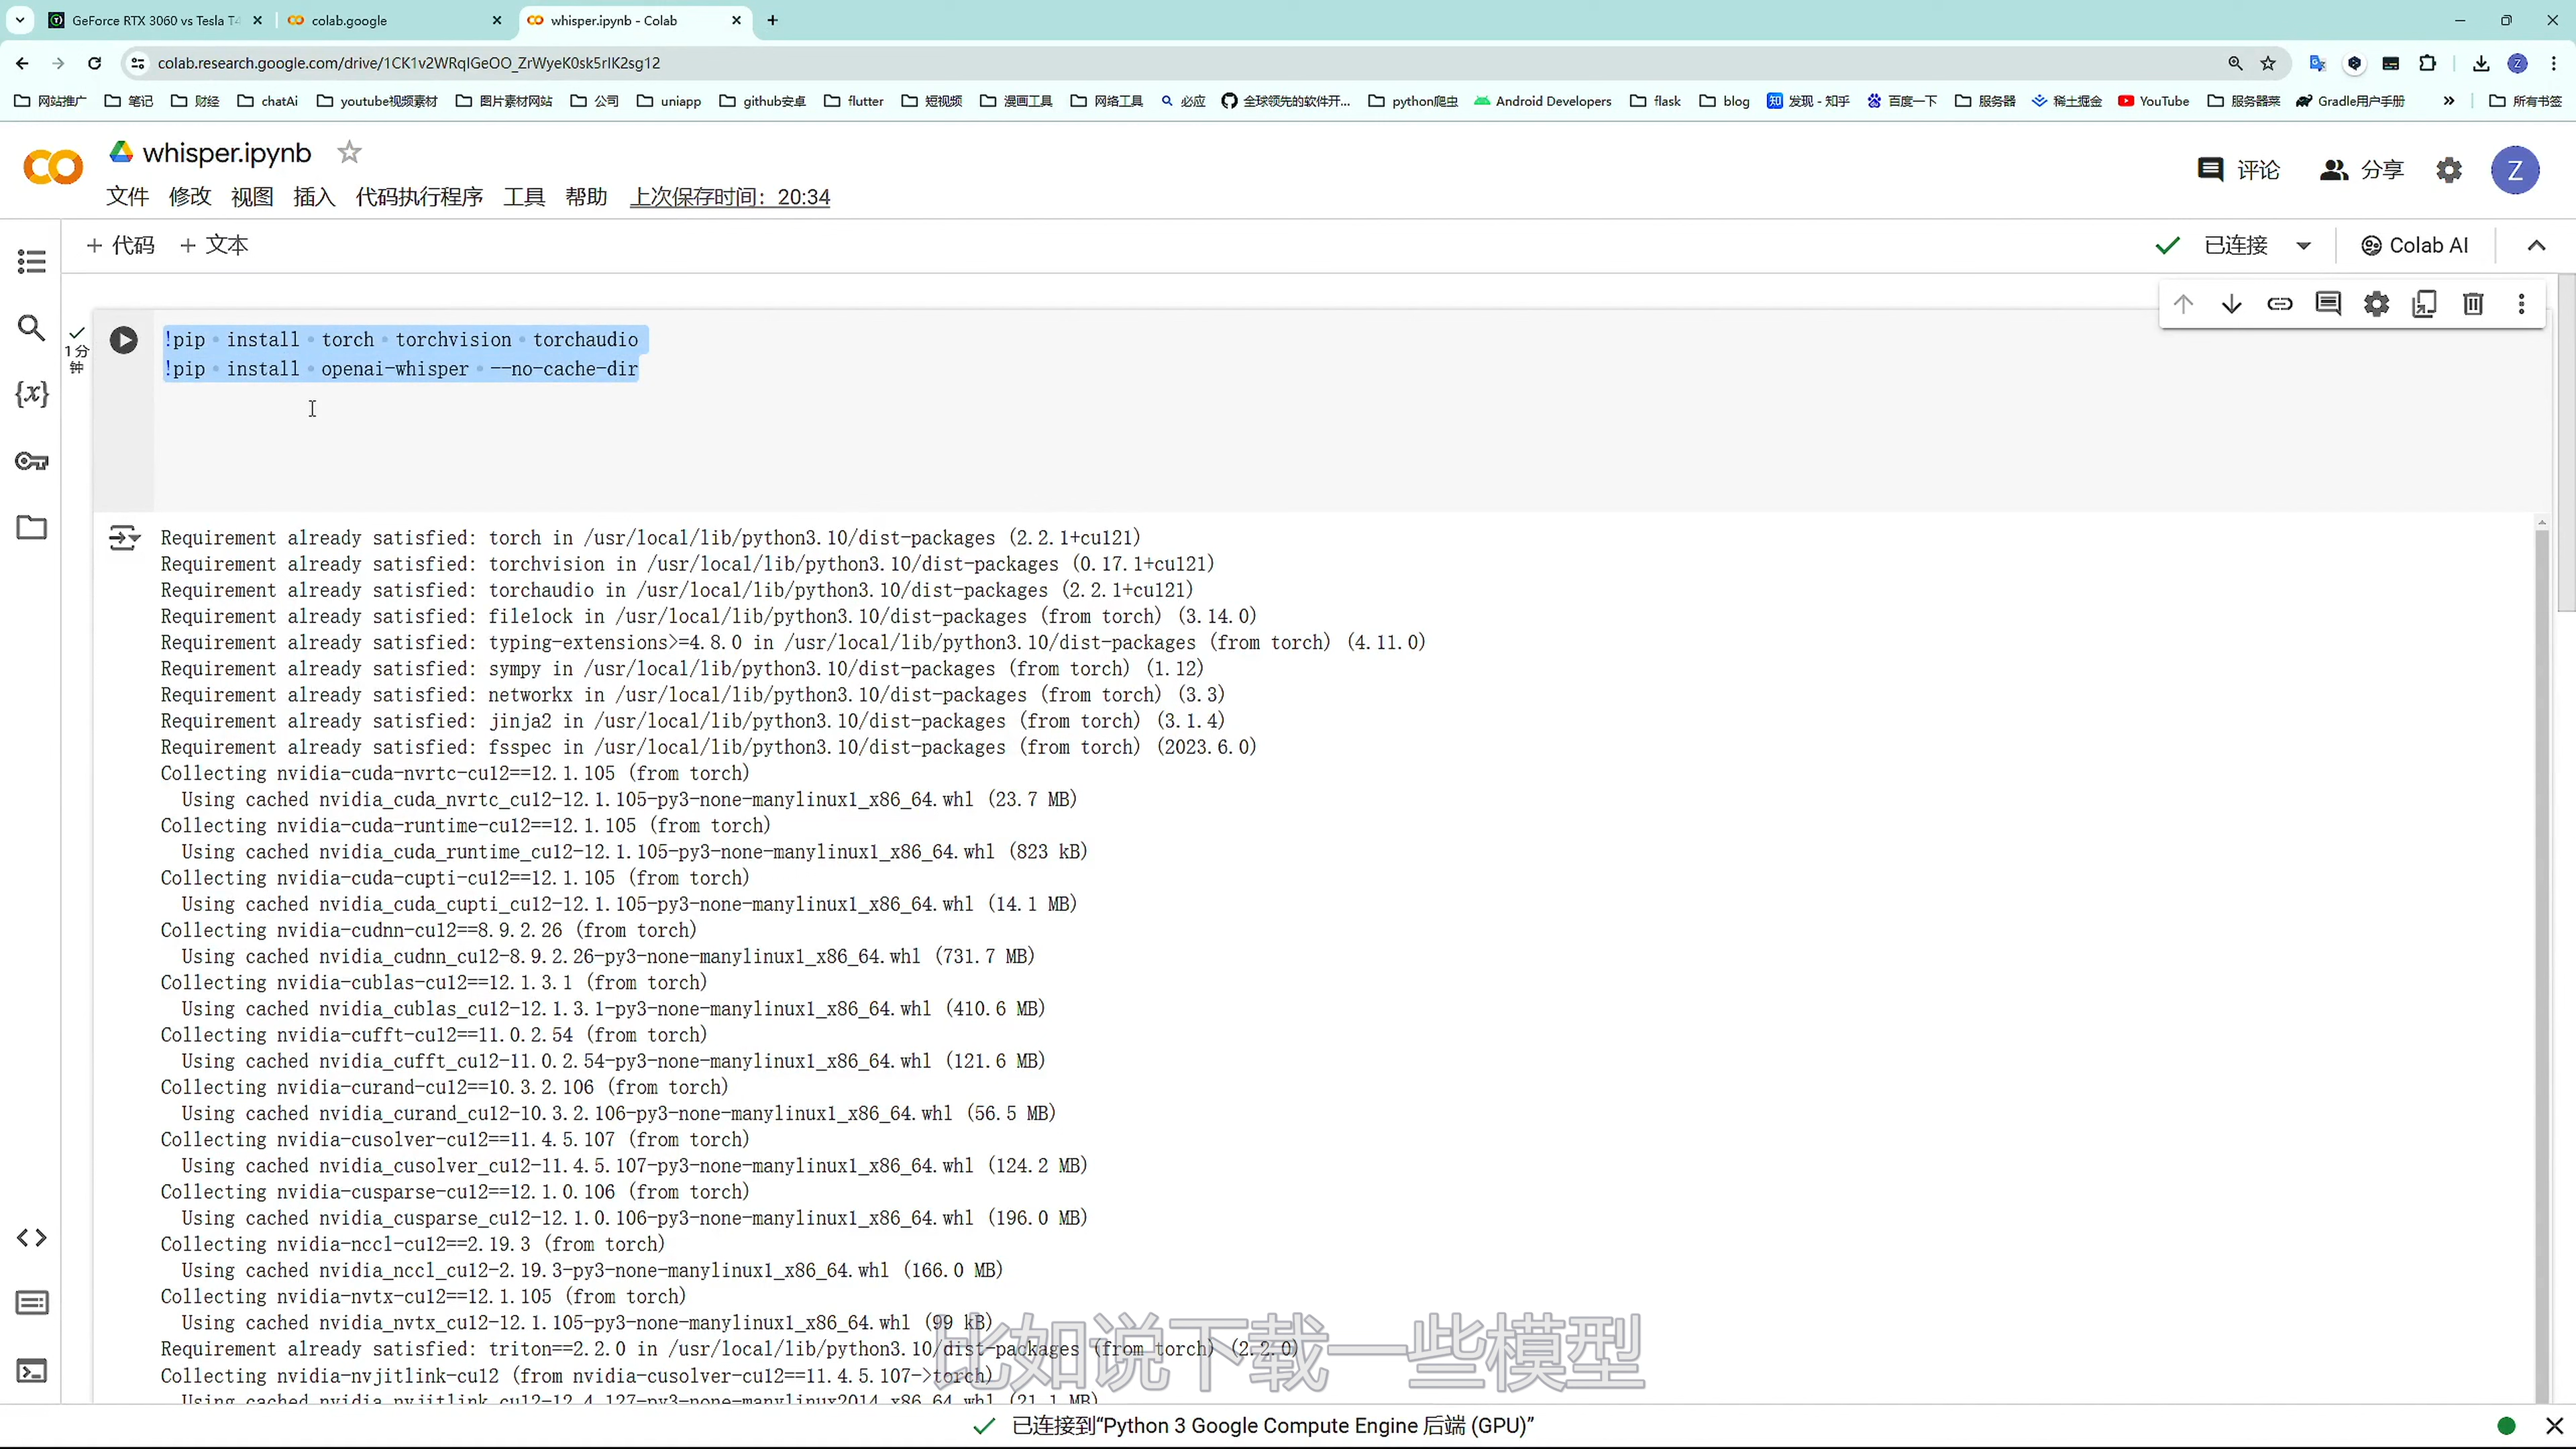 GeForce RTX 3060 vs Tesla T4
colab.google
whisper.ipynb - Colab
colab.research.google.com/drive/1CK1v2WRqIGeOO_ZrWyeK0sk5rIK2sg12
网站推广 笔记 财经 chatAi youtube视频素材 图片素材网站 公司 uniapp github安卓 flutter 短视频 漫画工具 网络工具 必应 全球领先的软件开... python爬虫 Android Developers flask blog 发现 - 知乎 百度一下 服务器 稀土掘金 YouTube 服务器菜 Gradle用户手册 » 所有书签
whisper.ipynb
评论 分享 Z
文件 修改 视图 插入 代码执行程序 工具 帮助 上次保存时间：20:34
+ 代码 + 文本 已连接 Colab AI
1 分
钟
!pip install torch torchvision torchaudio
!pip install openai-whisper --no-cache-dir
Requirement already satisfied: torch in /usr/local/lib/python3.10/dist-packages (2.2.1+cu121)
Requirement already satisfied: torchvision in /usr/local/lib/python3.10/dist-packages (0.17.1+cu121)
Requirement already satisfied: torchaudio in /usr/local/lib/python3.10/dist-packages (2.2.1+cu121)
Requirement already satisfied: filelock in /usr/local/lib/python3.10/dist-packages (from torch) (3.14.0)
Requirement already satisfied: typing-extensions>=4.8.0 in /usr/local/lib/python3.10/dist-packages (from torch) (4.11.0)
Requirement already satisfied: sympy in /usr/local/lib/python3.10/dist-packages (from torch) (1.12)
Requirement already satisfied: networkx in /usr/local/lib/python3.10/dist-packages (from torch) (3.3)
Requirement already satisfied: jinja2 in /usr/local/lib/python3.10/dist-packages (from torch) (3.1.4)
Requirement already satisfied: fsspec in /usr/local/lib/python3.10/dist-packages (from torch) (2023.6.0)
Collecting nvidia-cuda-nvrtc-cu12==12.1.105 (from torch)
Using cached nvidia_cuda_nvrtc_cu12-12.1.105-py3-none-manylinux1_x86_64.whl (23.7 MB)
Collecting nvidia-cuda-runtime-cu12==12.1.105 (from torch)
Using cached nvidia_cuda_runtime_cu12-12.1.105-py3-none-manylinux1_x86_64.whl (823 kB)
Collecting nvidia-cuda-cupti-cu12==12.1.105 (from torch)
Using cached nvidia_cuda_cupti_cu12-12.1.105-py3-none-manylinux1_x86_64.whl (14.1 MB)
Collecting nvidia-cudnn-cu12==8.9.2.26 (from torch)
Using cached nvidia_cudnn_cu12-8.9.2.26-py3-none-manylinux1_x86_64.whl (731.7 MB)
Collecting nvidia-cublas-cu12==12.1.3.1 (from torch)
Using cached nvidia_cublas_cu12-12.1.3.1-py3-none-manylinux1_x86_64.whl (410.6 MB)
Collecting nvidia-cufft-cu12==11.0.2.54 (from torch)
Using cached nvidia_cufft_cu12-11.0.2.54-py3-none-manylinux1_x86_64.whl (121.6 MB)
Collecting nvidia-curand-cu12==10.3.2.106 (from torch)
Using cached nvidia_curand_cu12-10.3.2.106-py3-none-manylinux1_x86_64.whl (56.5 MB)
Collecting nvidia-cusolver-cu12==11.4.5.107 (from torch)
Using cached nvidia_cusolver_cu12-11.4.5.107-py3-none-manylinux1_x86_64.whl (124.2 MB)
Collecting nvidia-cusparse-cu12==12.1.0.106 (from torch)
Using cached nvidia_cusparse_cu12-12.1.0.106-py3-none-manylinux1_x86_64.whl (196.0 MB)
Collecting nvidia-nccl-cu12==2.19.3 (from torch)
Using cached nvidia_nccl_cu12-2.19.3-py3-none-manylinux1_x86_64.whl (166.0 MB)
Collecting nvidia-nvtx-cu12==12.1.105 (from torch)
Using cached nvidia_nvtx_cu12-12.1.105-py3-none-manylinux1_x86_64.whl (99 kB)
Requirement already satisfied: triton==2.2.0 in /usr/local/lib/python3.10/dist-packages (from torch) (2.2.0)
Collecting nvidia-nvjitlink-cu12 (from nvidia-cusolver-cu12==11.4.5.107->torch)
Using cached nvidia_nvjitlink_cu12-12.4.127-py3-none-manylinux2014_x86_64.whl (21.1 MB)
比如说下载一些模型
已连接到“Python 3 Google Compute Engine 后端 (GPU)”